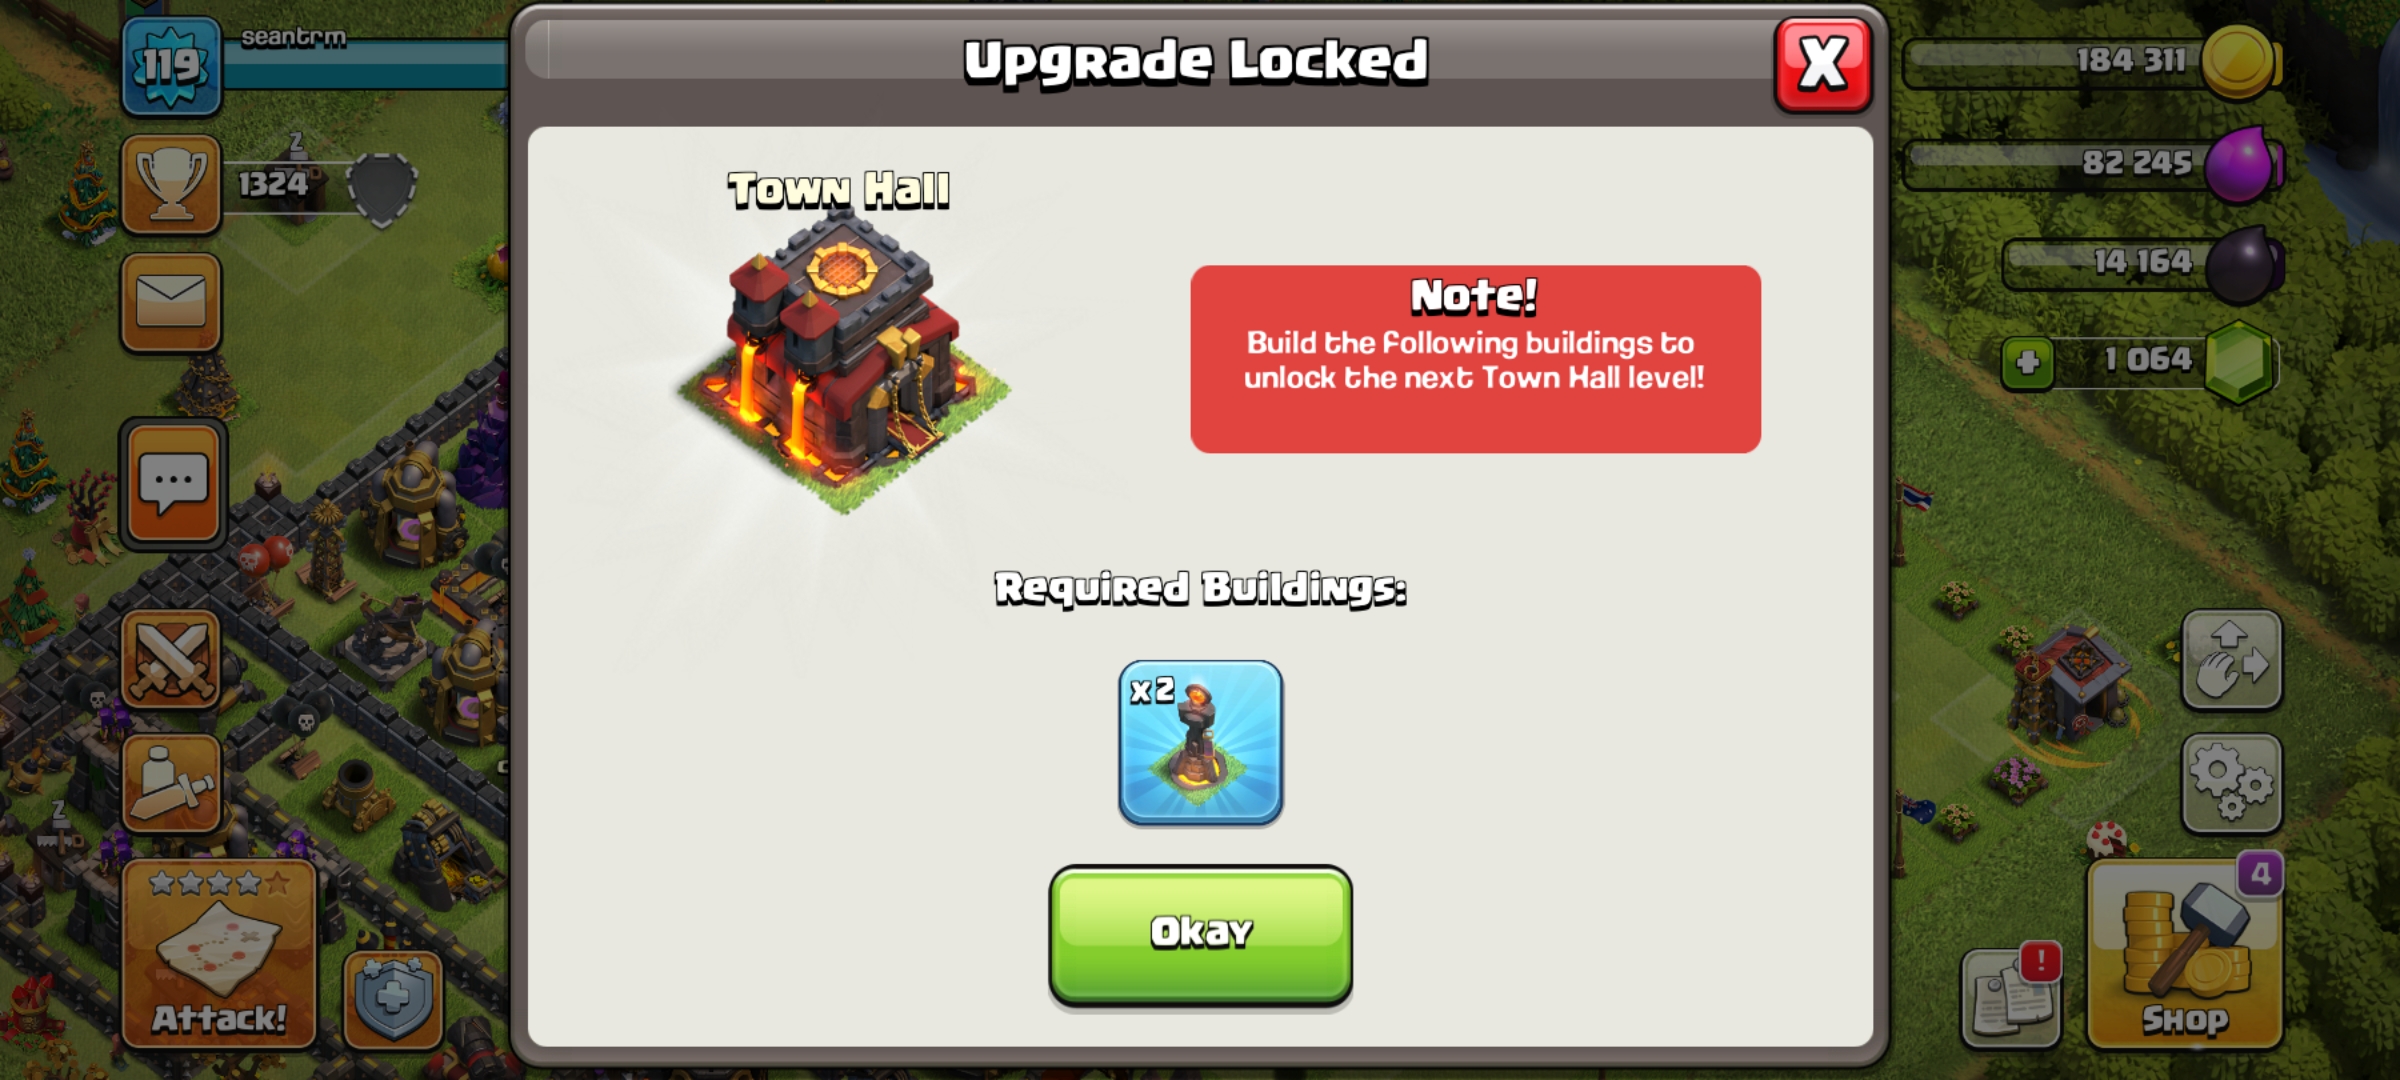 119
seantrm
Upgrade Locked
X
184 311
82 245
14 164
1 064
1324
Z
Town Hall
Note!
Build the following buildings to
unlock the next Town Hall level!
Required Buildings:
x2
Okay
Z
Attack!
4
!
Shop